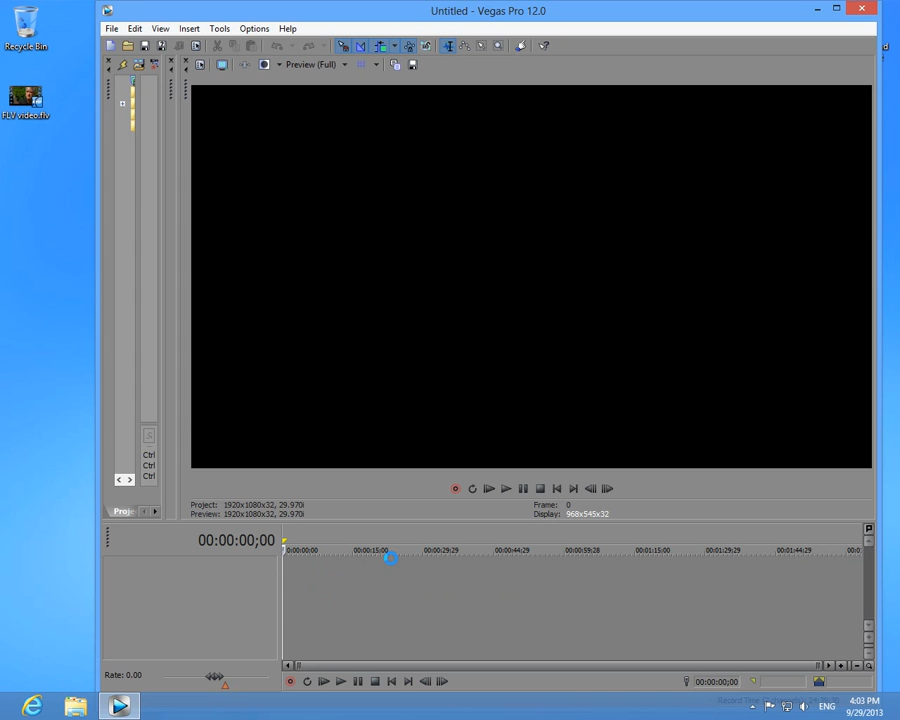 Untitled - Vegas Pro 12.0
Recycle Bin
FLV video.flv
File Edit View Insert Tools Options Help
Preview (Full)
S
Ctrl
Ctrl
Ctrl
Proje
Project: 1920x1080x32, 29.970i
Preview: 1920x1080x32, 29.970i
Frame: 0
Display: 968x545x32
00:00:00;00
0:00:00;00 00:00:15;00 00:00:29;29 00:00:44;29 00:00:59;28 00:01:15;00 00:01:29;29 00:01:44;29 00:0
Rate: 0.00
00:00:00;00
ENG
4:03 PM
9/29/2013